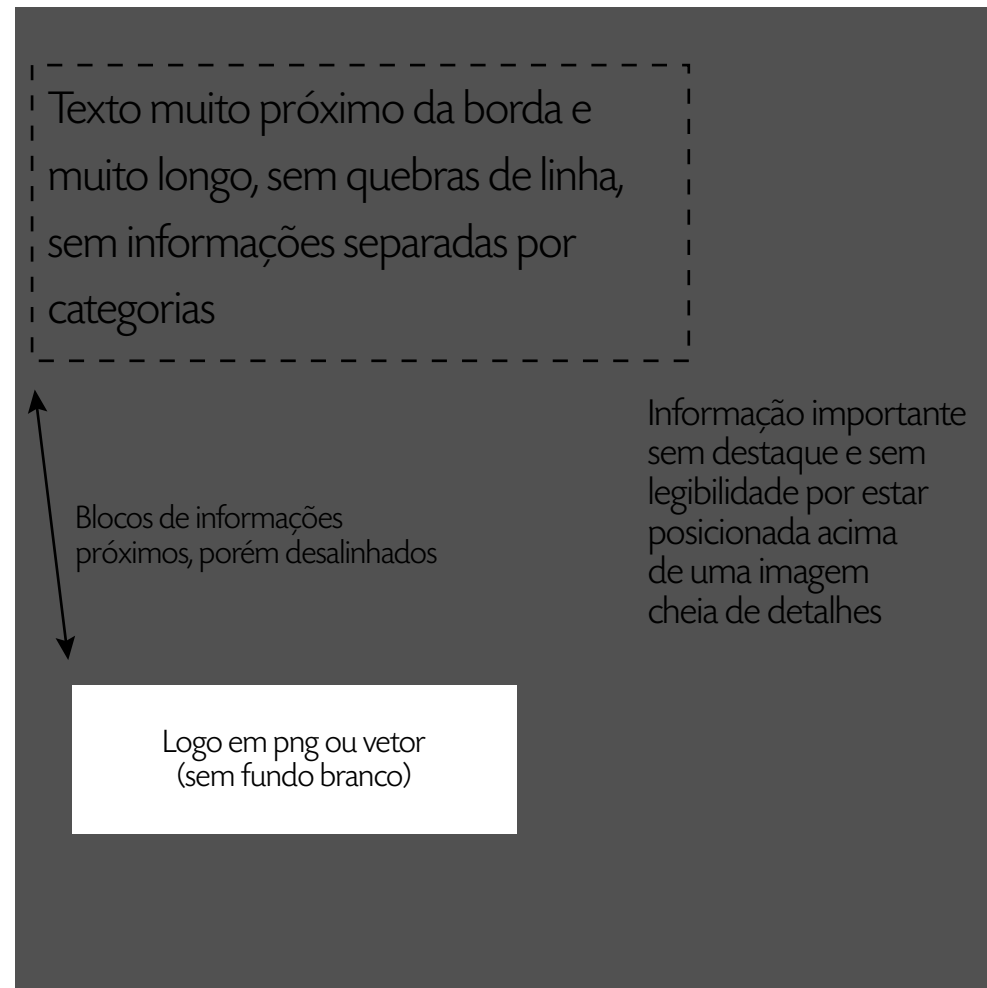 Texto muito próximo da borda e
muito longo, sem quebras de linha,
sem informações separadas por
categorias
Informação importante
sem destaque e sem
legibilidade por estar
posicionada acima
de uma imagem
cheia de detalhes
Blocos de informações
próximos, porém desalinhados
Logo em png ou vetor
(sem fundo branco)